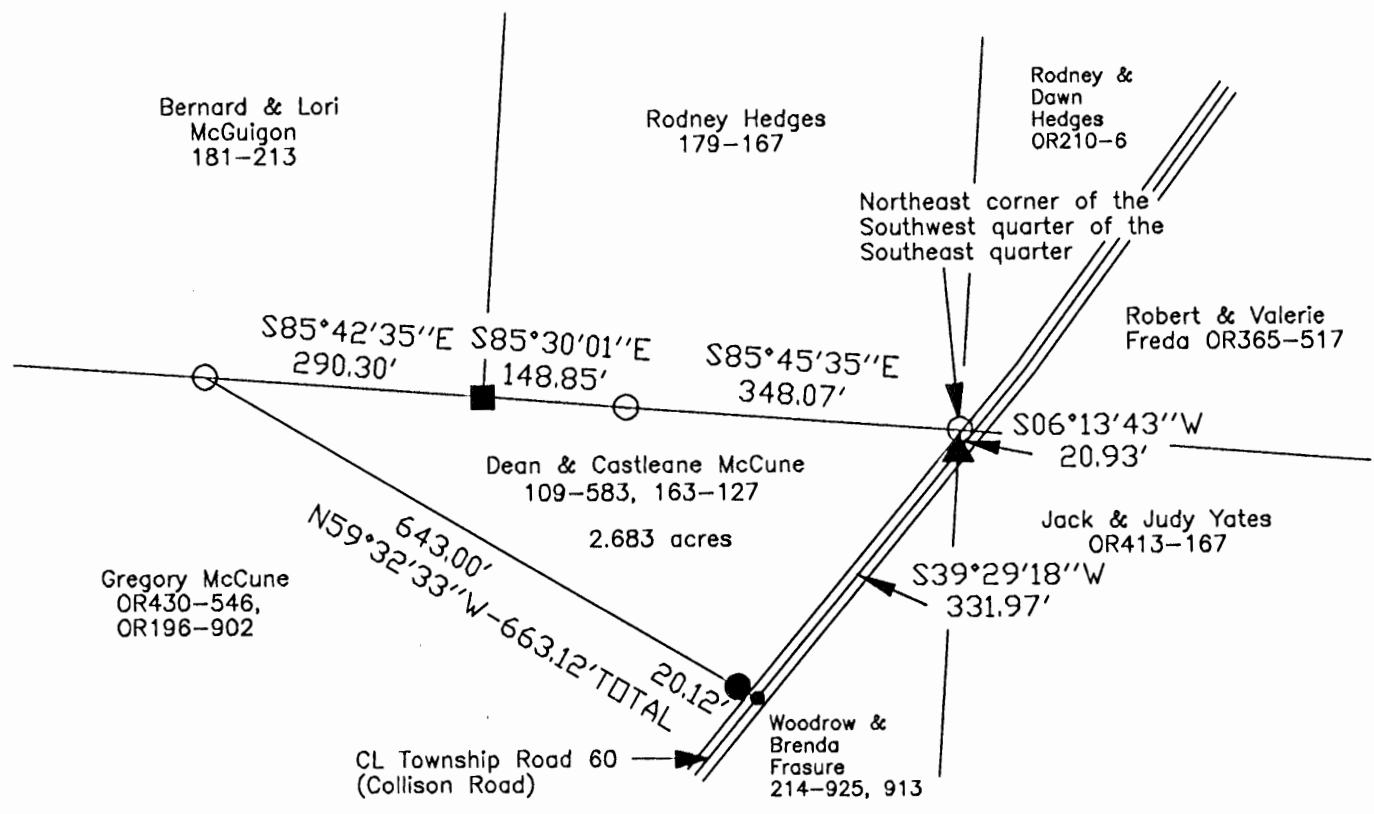 Bernard & Lori
McGuigon
181-213
Rodney Hedges
179-167
Rodney &
Dawn
Hedges
OR210-6
Northeast corner of the
Southwest quarter of the
Southeast quarter
Robert & Valerie
Freda OR365-517
S85°42'35''E
290.30'
S85°30'01''E
148.85'
S85°45'35''E
348.07'
S06°13'43''W
20.93'
Dean & Castleane McCune
109-583, 163-127
2.683 acres
Jack & Judy Yates
OR413-167
S39°29'18''W
331.97'
643.00'
N59°32'33''W-663.12'TOTAL
20.12'
Gregory McCune
OR430-546,
OR196-902
CL Township Road 60
(Collison Road)
Woodrow &
Brenda
Frasure
214-925, 913